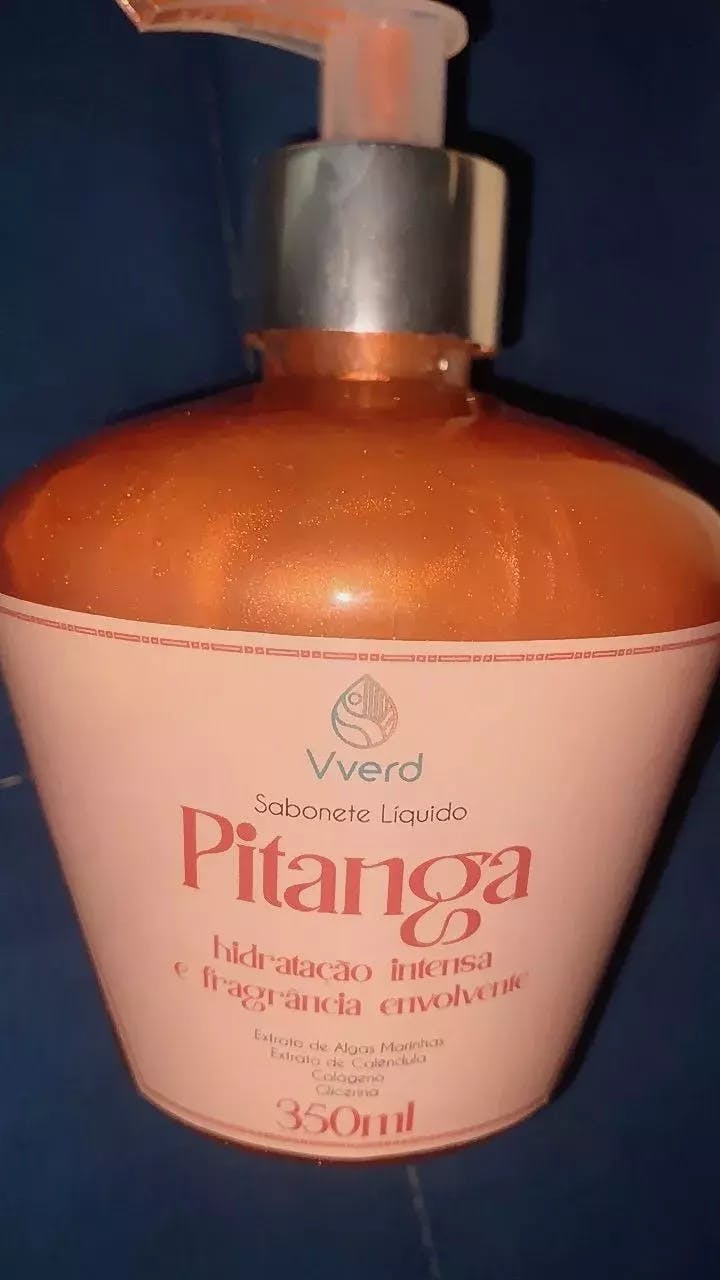 Vverd
Sabonete Líquido
Pitanga
hidratação intensa
e fragrância envolvente
Extrato de Algas Marinhas
Extrato de Calêndula
Colágeno
Glicerina
350ml